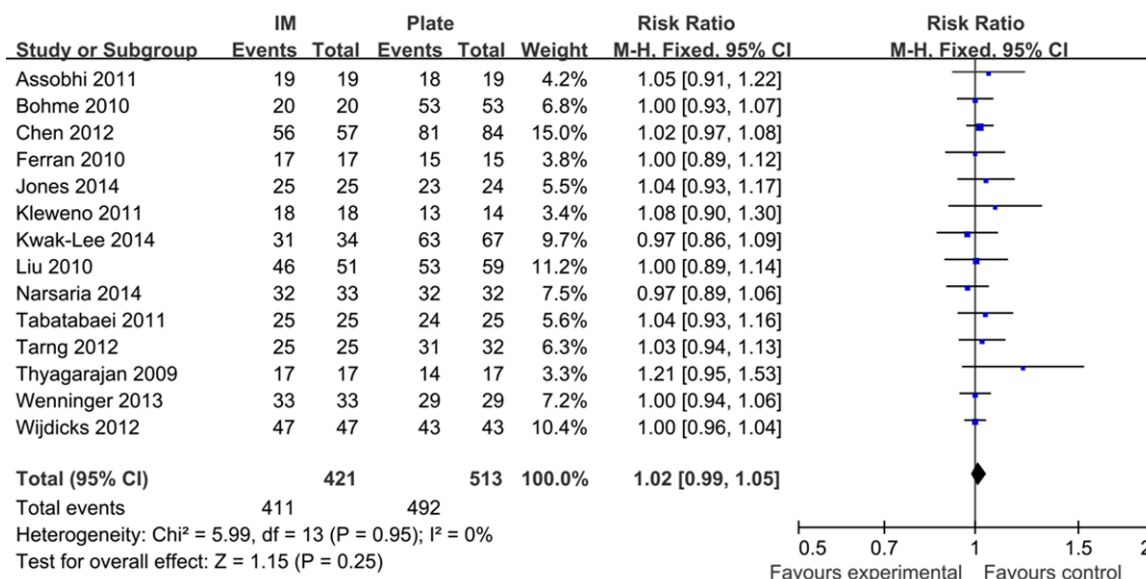 IM Plate Risk Ratio Risk Ratio
Study or Subgroup Events Total Events Total Weight M-H, Fixed, 95% CI M-H, Fixed, 95% CI
Assobhi 2011 19 19 18 19 4.2% 1.05 [0.91, 1.22]
Bohme 2010 20 20 53 53 6.8% 1.00 [0.93, 1.07]
Chen 2012 56 57 81 84 15.0% 1.02 [0.97, 1.08]
Ferran 2010 17 17 15 15 3.8% 1.00 [0.89, 1.12]
Jones 2014 25 25 23 24 5.5% 1.04 [0.93, 1.17]
Kleweno 2011 18 18 13 14 3.4% 1.08 [0.90, 1.30]
Kwak-Lee 2014 31 34 63 67 9.7% 0.97 [0.86, 1.09]
Liu 2010 46 51 53 59 11.2% 1.00 [0.89, 1.14]
Narsaria 2014 32 33 32 32 7.5% 0.97 [0.89, 1.06]
Tabatabaei 2011 25 25 24 25 5.6% 1.04 [0.93, 1.16]
Tarng 2012 25 25 31 32 6.3% 1.03 [0.94, 1.13]
Thyagarajan 2009 17 17 14 17 3.3% 1.21 [0.95, 1.53]
Wenninger 2013 33 33 29 29 7.2% 1.00 [0.94, 1.06]
Wijdicks 2012 47 47 43 43 10.4% 1.00 [0.96, 1.04]
Total (95% CI) 421 513 100.0% 1.02 [0.99, 1.05]
Total events 411 492
Heterogeneity: Chi² = 5.99, df = 13 (P = 0.95); I² = 0%
Test for overall effect: Z = 1.15 (P = 0.25)
0.5 0.7 1 1.5 2
Favours experimental Favours control